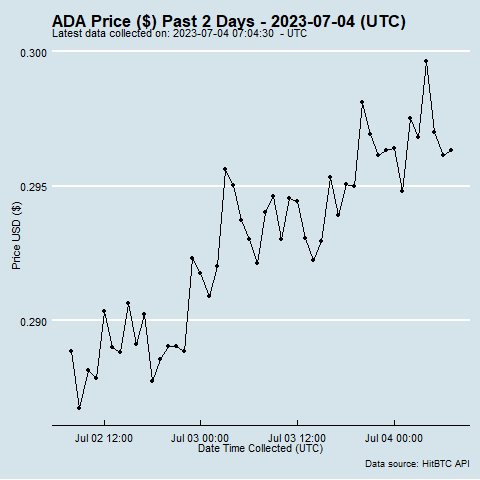 ADA Price ($) Past 2 Days - 2023-07-04 (UTC)
Latest data collected on: 2023-07-04 07:04:30  - UTC
0.300
0.295
0.290
Price USD ($)
Jul 02 12:00
Jul 03 00:00
Jul 03 12:00
Jul 04 00:00
Date Time Collected (UTC)
Data source: HitBTC API